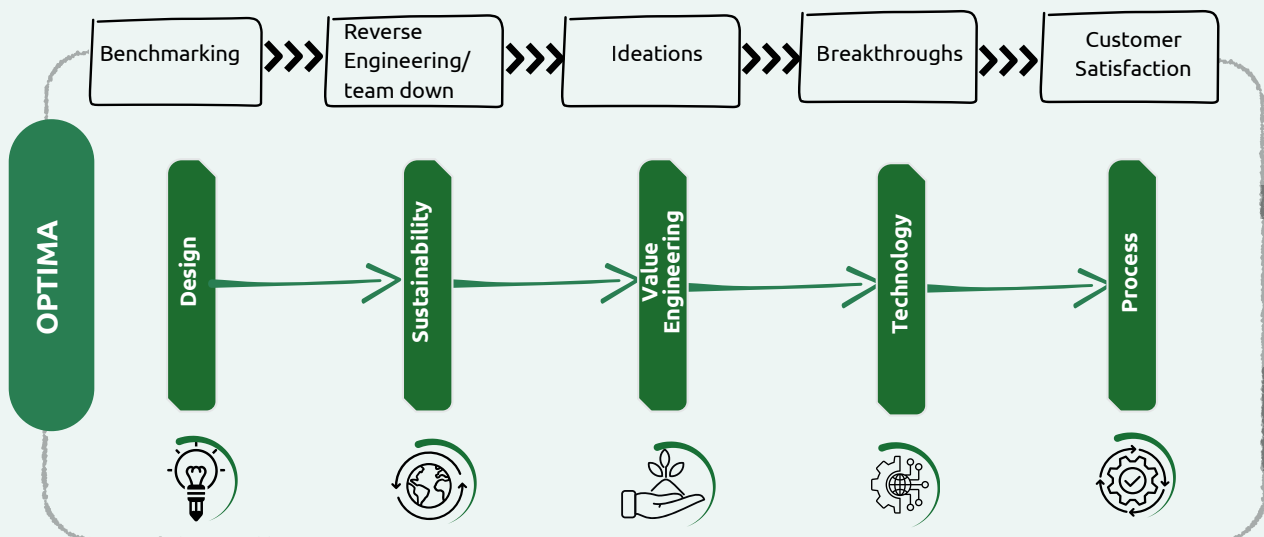 Benchmarking
Reverse
Engineering/
team down
Ideations
Breakthroughs
Customer
Satisfaction
OPTIMA
Design
Sustainability
Value
Engineering
Technology
Process